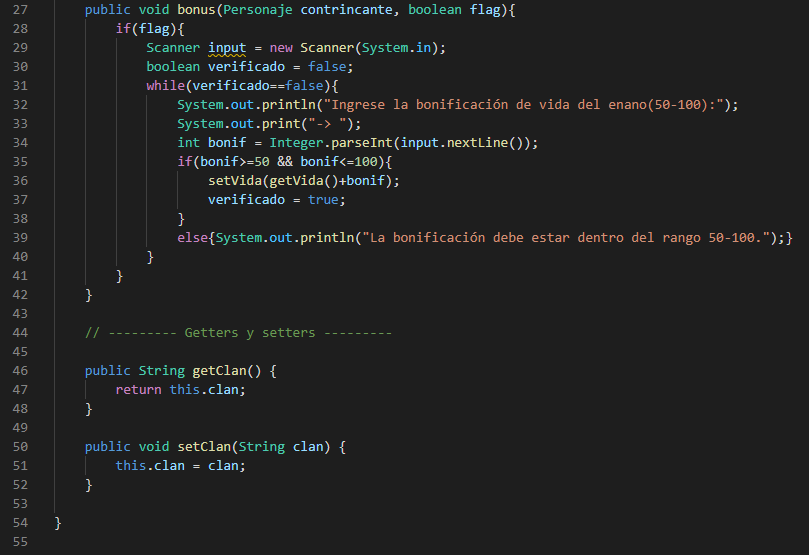 27 public void bonus(Personaje contrincante, boolean flag){
28 if(flag){
29 Scanner input = new Scanner(System.in);
30 boolean verificado = false;
31 while(verificado==false){
32 System.out.println("Ingrese la bonificación de vida del enano(50-100):");
33 System.out.print("-> ");
34 int bonif = Integer.parseInt(input.nextLine());
35 if(bonif>=50 && bonif<=100){
36 setVida(getVida()+bonif);
37 verificado = true;
38 }
39 else{System.out.println("La bonificación debe estar dentro del rango 50-100.");}
40 }
41 }
42 }
43
44 // --------- Getters y setters ---------
45
46 public String getClan() {
47 return this.clan;
48 }
49
50 public void setClan(String clan) {
51 this.clan = clan;
52 }
53
54 }
55